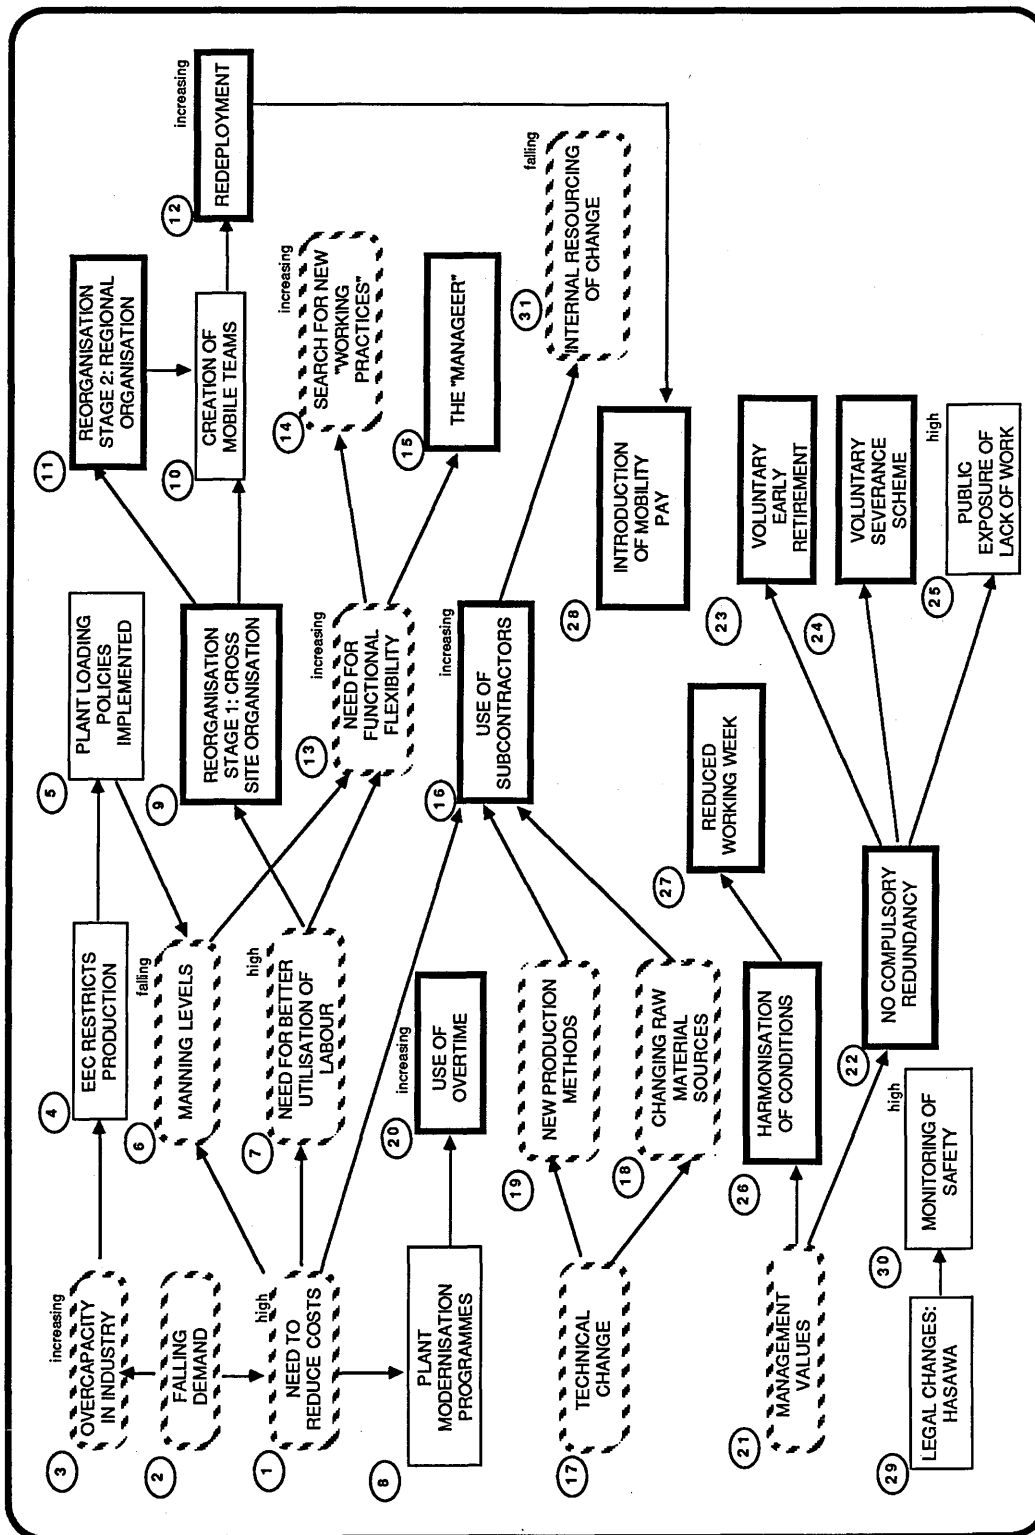 3
increasing
OVERCAPACITY
IN INDUSTRY
2
FALLING
DEMAND
1
high
NEED TO
REDUCE COSTS
8
PLANT
MODERNISATION
PROGRAMMES
17
TECHNICAL
CHANGE
21
MANAGEMENT
VALUES
29
LEGAL CHANGES:
HASAWA
4
EEC RESTRICTS
PRODUCTION
6
falling
MANNING LEVELS
7
high
NEED FOR BETTER
UTILISATION OF
LABOUR
20
increasing
USE OF
OVERTIME
19
NEW PRODUCTION
METHODS
18
CHANGING RAW
MATERIAL
SOURCES
26
HARMONISATION
OF CONDITIONS
30
high
MONITORING OF
SAFETY
5
PLANT LOADING
POLICIES
IMPLEMENTED
9
REORGANISATION
STAGE 1: CROSS
SITE ORGANISATION
13
increasing
NEED FOR
FUNCTIONAL
FLEXIBILITY
16
increasing
USE OF
SUBCONTRACTORS
27
REDUCED
WORKING WEEK
22
NO COMPULSORY
REDUNDANCY
11
REORGANISATION
STAGE 2: REGIONAL
ORGANISATION
10
CREATION OF
MOBILE TEAMS
14
increasing
SEARCH FOR NEW
"WORKING
PRACTICES"
15
THE "MANAGEER"
28
INTRODUCTION
OF MOBILITY
PAY
23
VOLUNTARY
EARLY
RETIREMENT
24
VOLUNTARY
SEVERANCE
SCHEME
25
high
PUBLIC
EXPOSURE OF
LACK OF WORK
12
increasing
REDEPLOYMENT
31
falling
INTERNAL RESOURCING
OF CHANGE